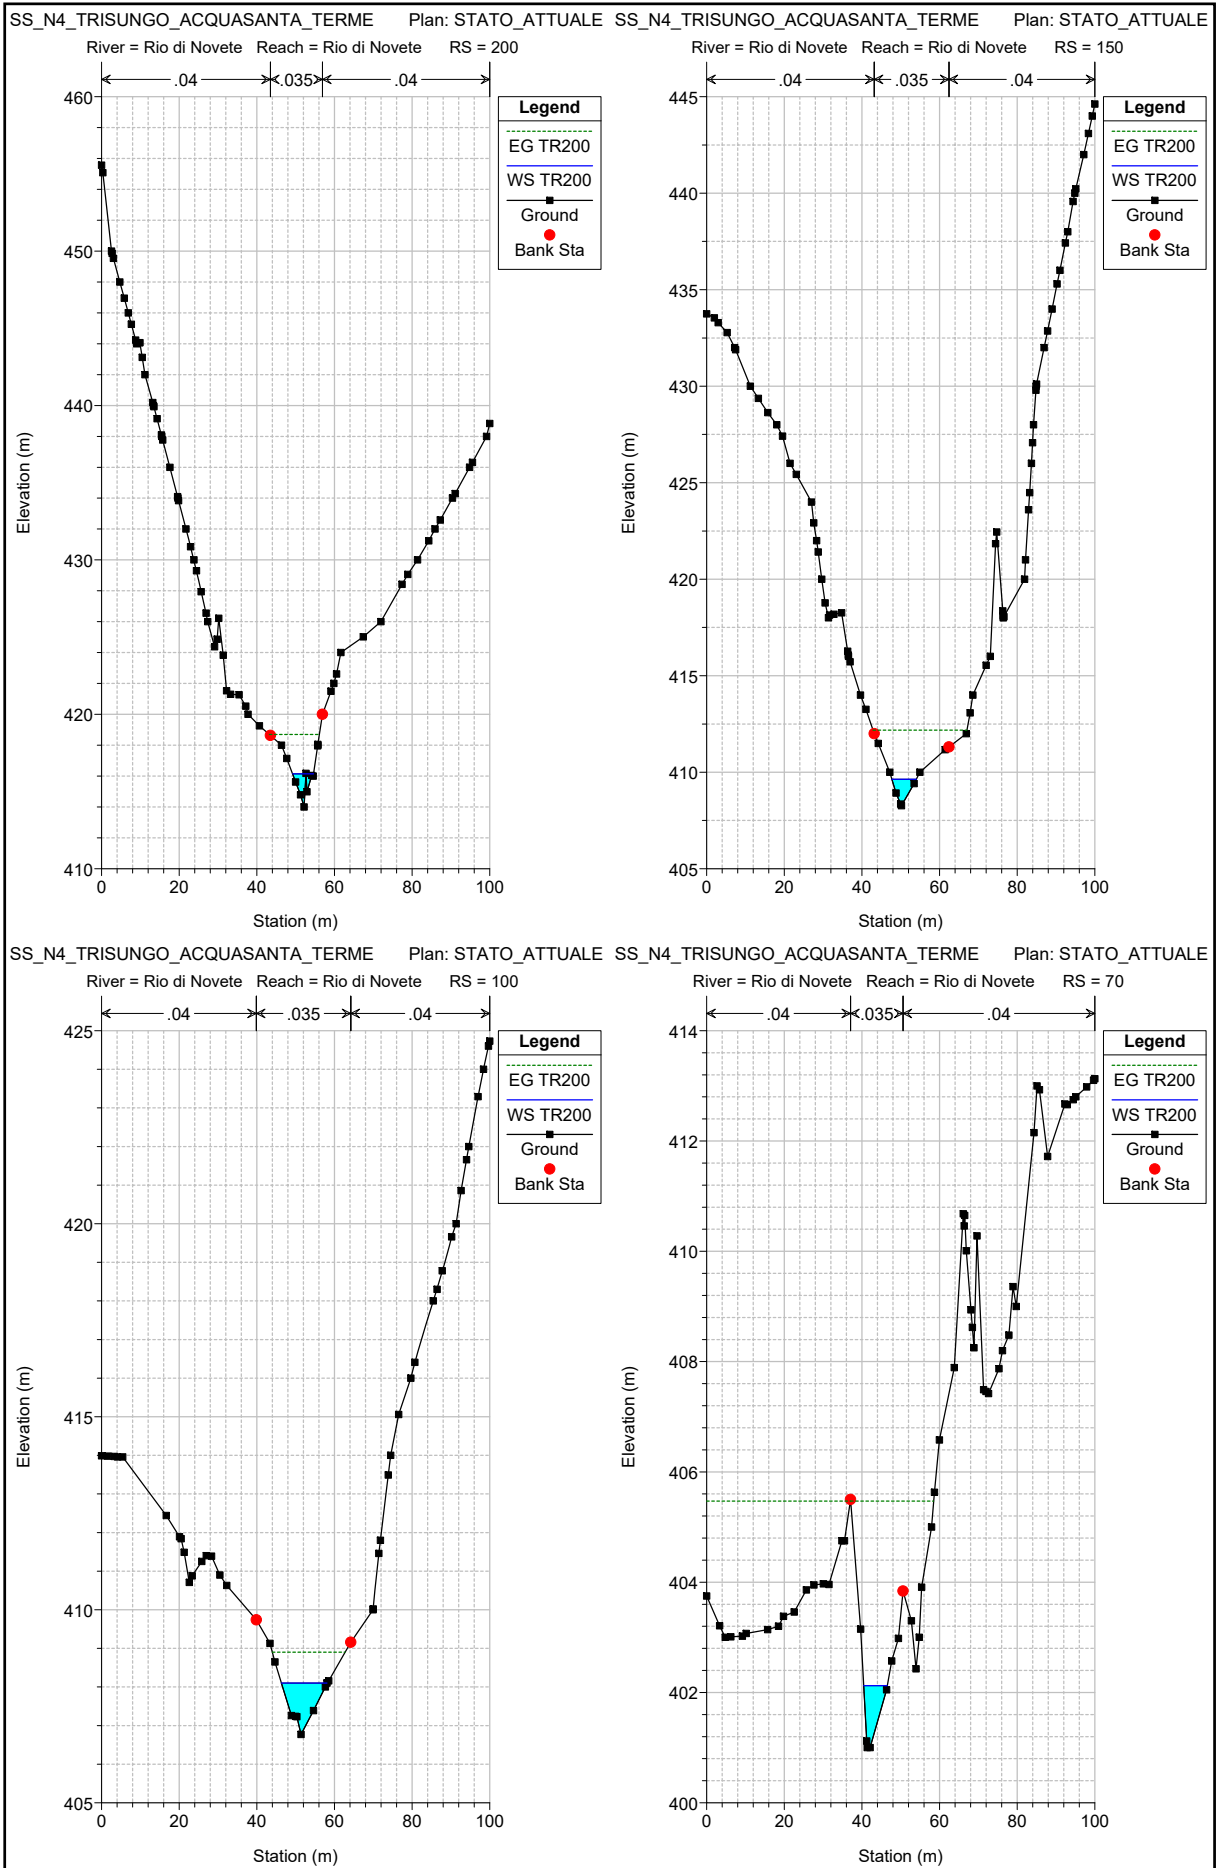 SS_N4_TRISUNGO_ACQUASANTA_TERME Plan: STATO_ATTUALE
River = Rio di Novete Reach = Rio di Novete RS = 200
.04 .035 .04
Legend
EG TR200
WS TR200
Ground
Bank Sta
460
450
440
430
420
410
Elevation (m)
0 20 40 60 80 100
Station (m)
SS_N4_TRISUNGO_ACQUASANTA_TERME Plan: STATO_ATTUALE
River = Rio di Novete Reach = Rio di Novete RS = 150
.04 .035 .04
Legend
EG TR200
WS TR200
Ground
Bank Sta
445
440
435
430
425
420
415
410
405
Elevation (m)
0 20 40 60 80 100
Station (m)
SS_N4_TRISUNGO_ACQUASANTA_TERME Plan: STATO_ATTUALE
River = Rio di Novete Reach = Rio di Novete RS = 100
.04 .035 .04
Legend
EG TR200
WS TR200
Ground
Bank Sta
425
420
415
410
405
Elevation (m)
0 20 40 60 80 100
Station (m)
SS_N4_TRISUNGO_ACQUASANTA_TERME Plan: STATO_ATTUALE
River = Rio di Novete Reach = Rio di Novete RS = 70
.04 .035 .04
Legend
EG TR200
WS TR200
Ground
Bank Sta
414
412
410
408
406
404
402
400
Elevation (m)
0 20 40 60 80 100
Station (m)